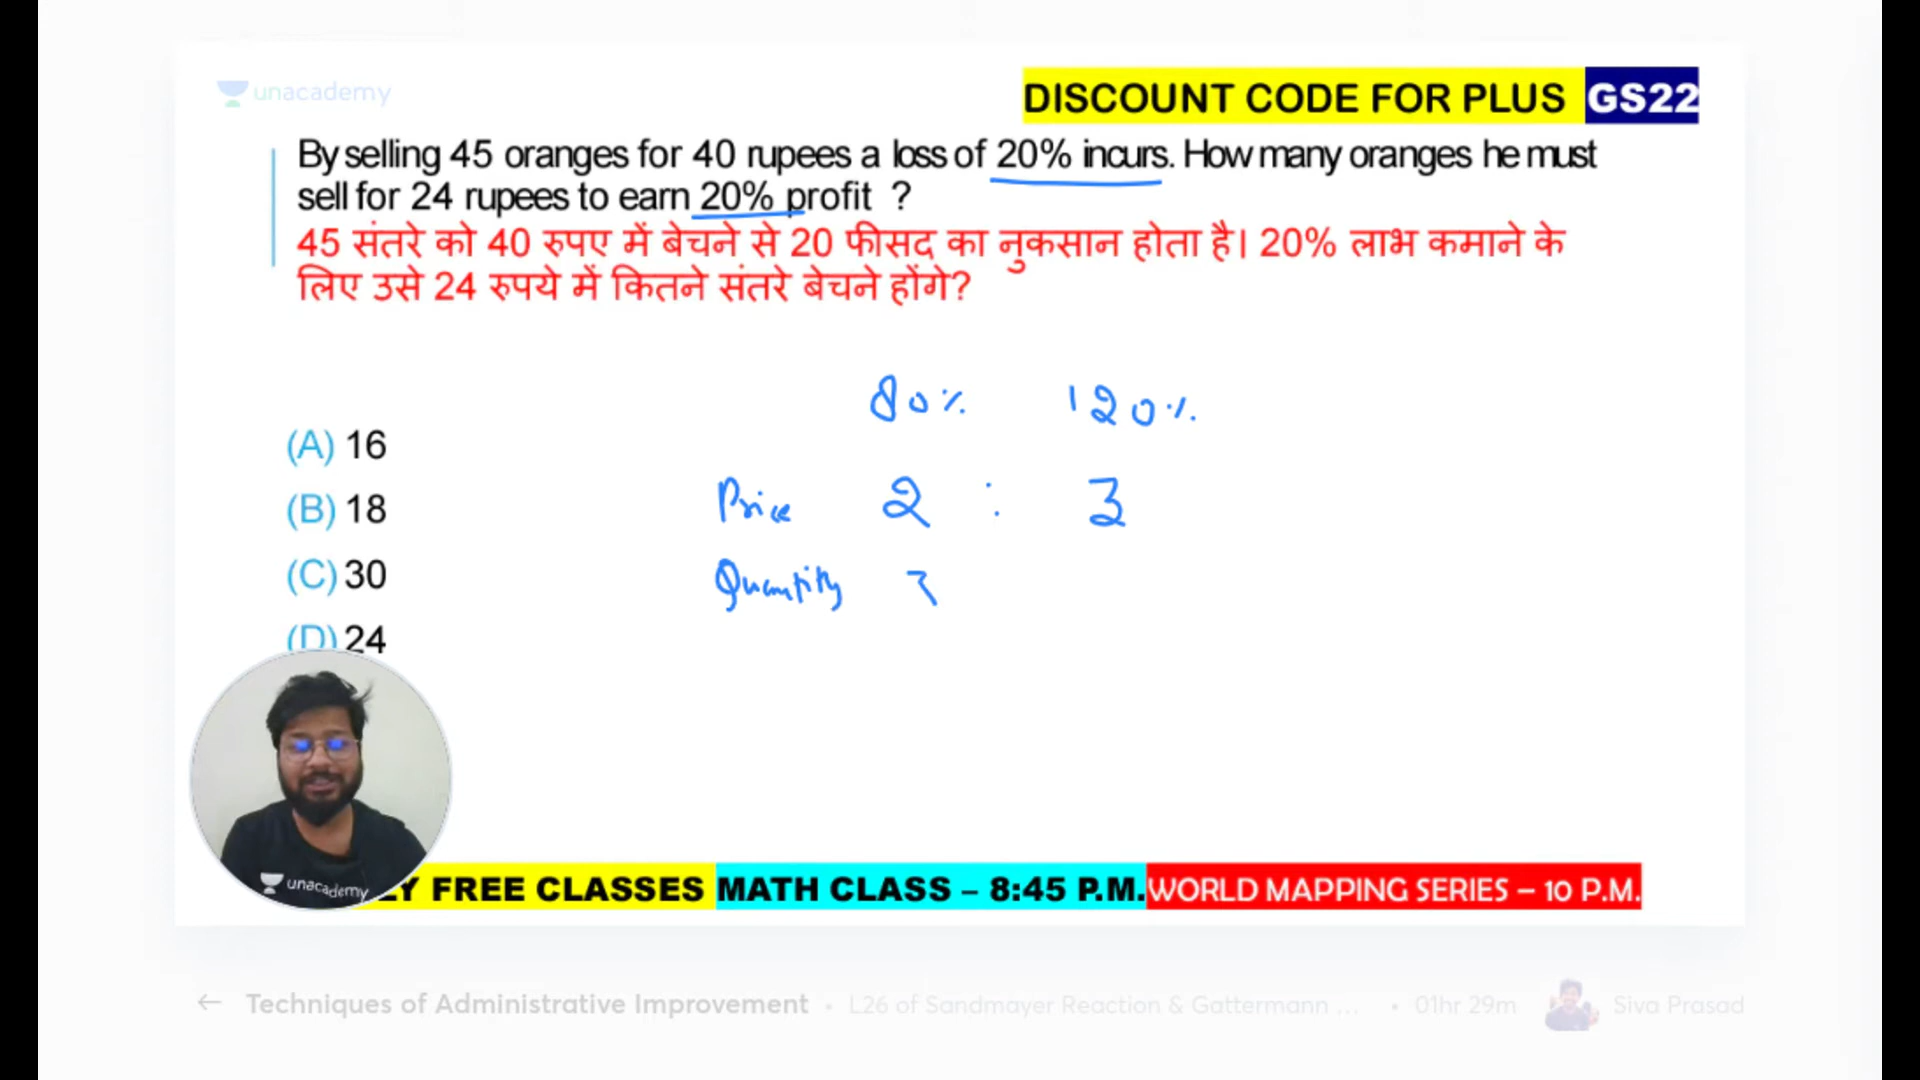 unacademy
DISCOUNT CODE FOR PLUS GS22
By selling 45 oranges for 40 rupees a loss of 20% incurs. How many oranges he must
sell for 24 rupees to earn 20% profit ?
45 संतरे को 40 रुपए में बेचने से 20 फीसद का नुकसान होता है। 20% लाभ कमाने के
लिए उसे 24 रुपये में कितने संतरे बेचने होंगे?
80% 120%
(A) 16
Price 2 : 3
(B) 18
(C) 30
Quantity
(D) 24
unacademy
FREE CLASSES MATH CLASS – 8:45 P.M. WORLD MAPPING SERIES – 10 P.M.
← Techniques of Administrative Improvement • L26 of Sandmayer Reaction & Gattermann ... • 01hr 29m Siva Prasad